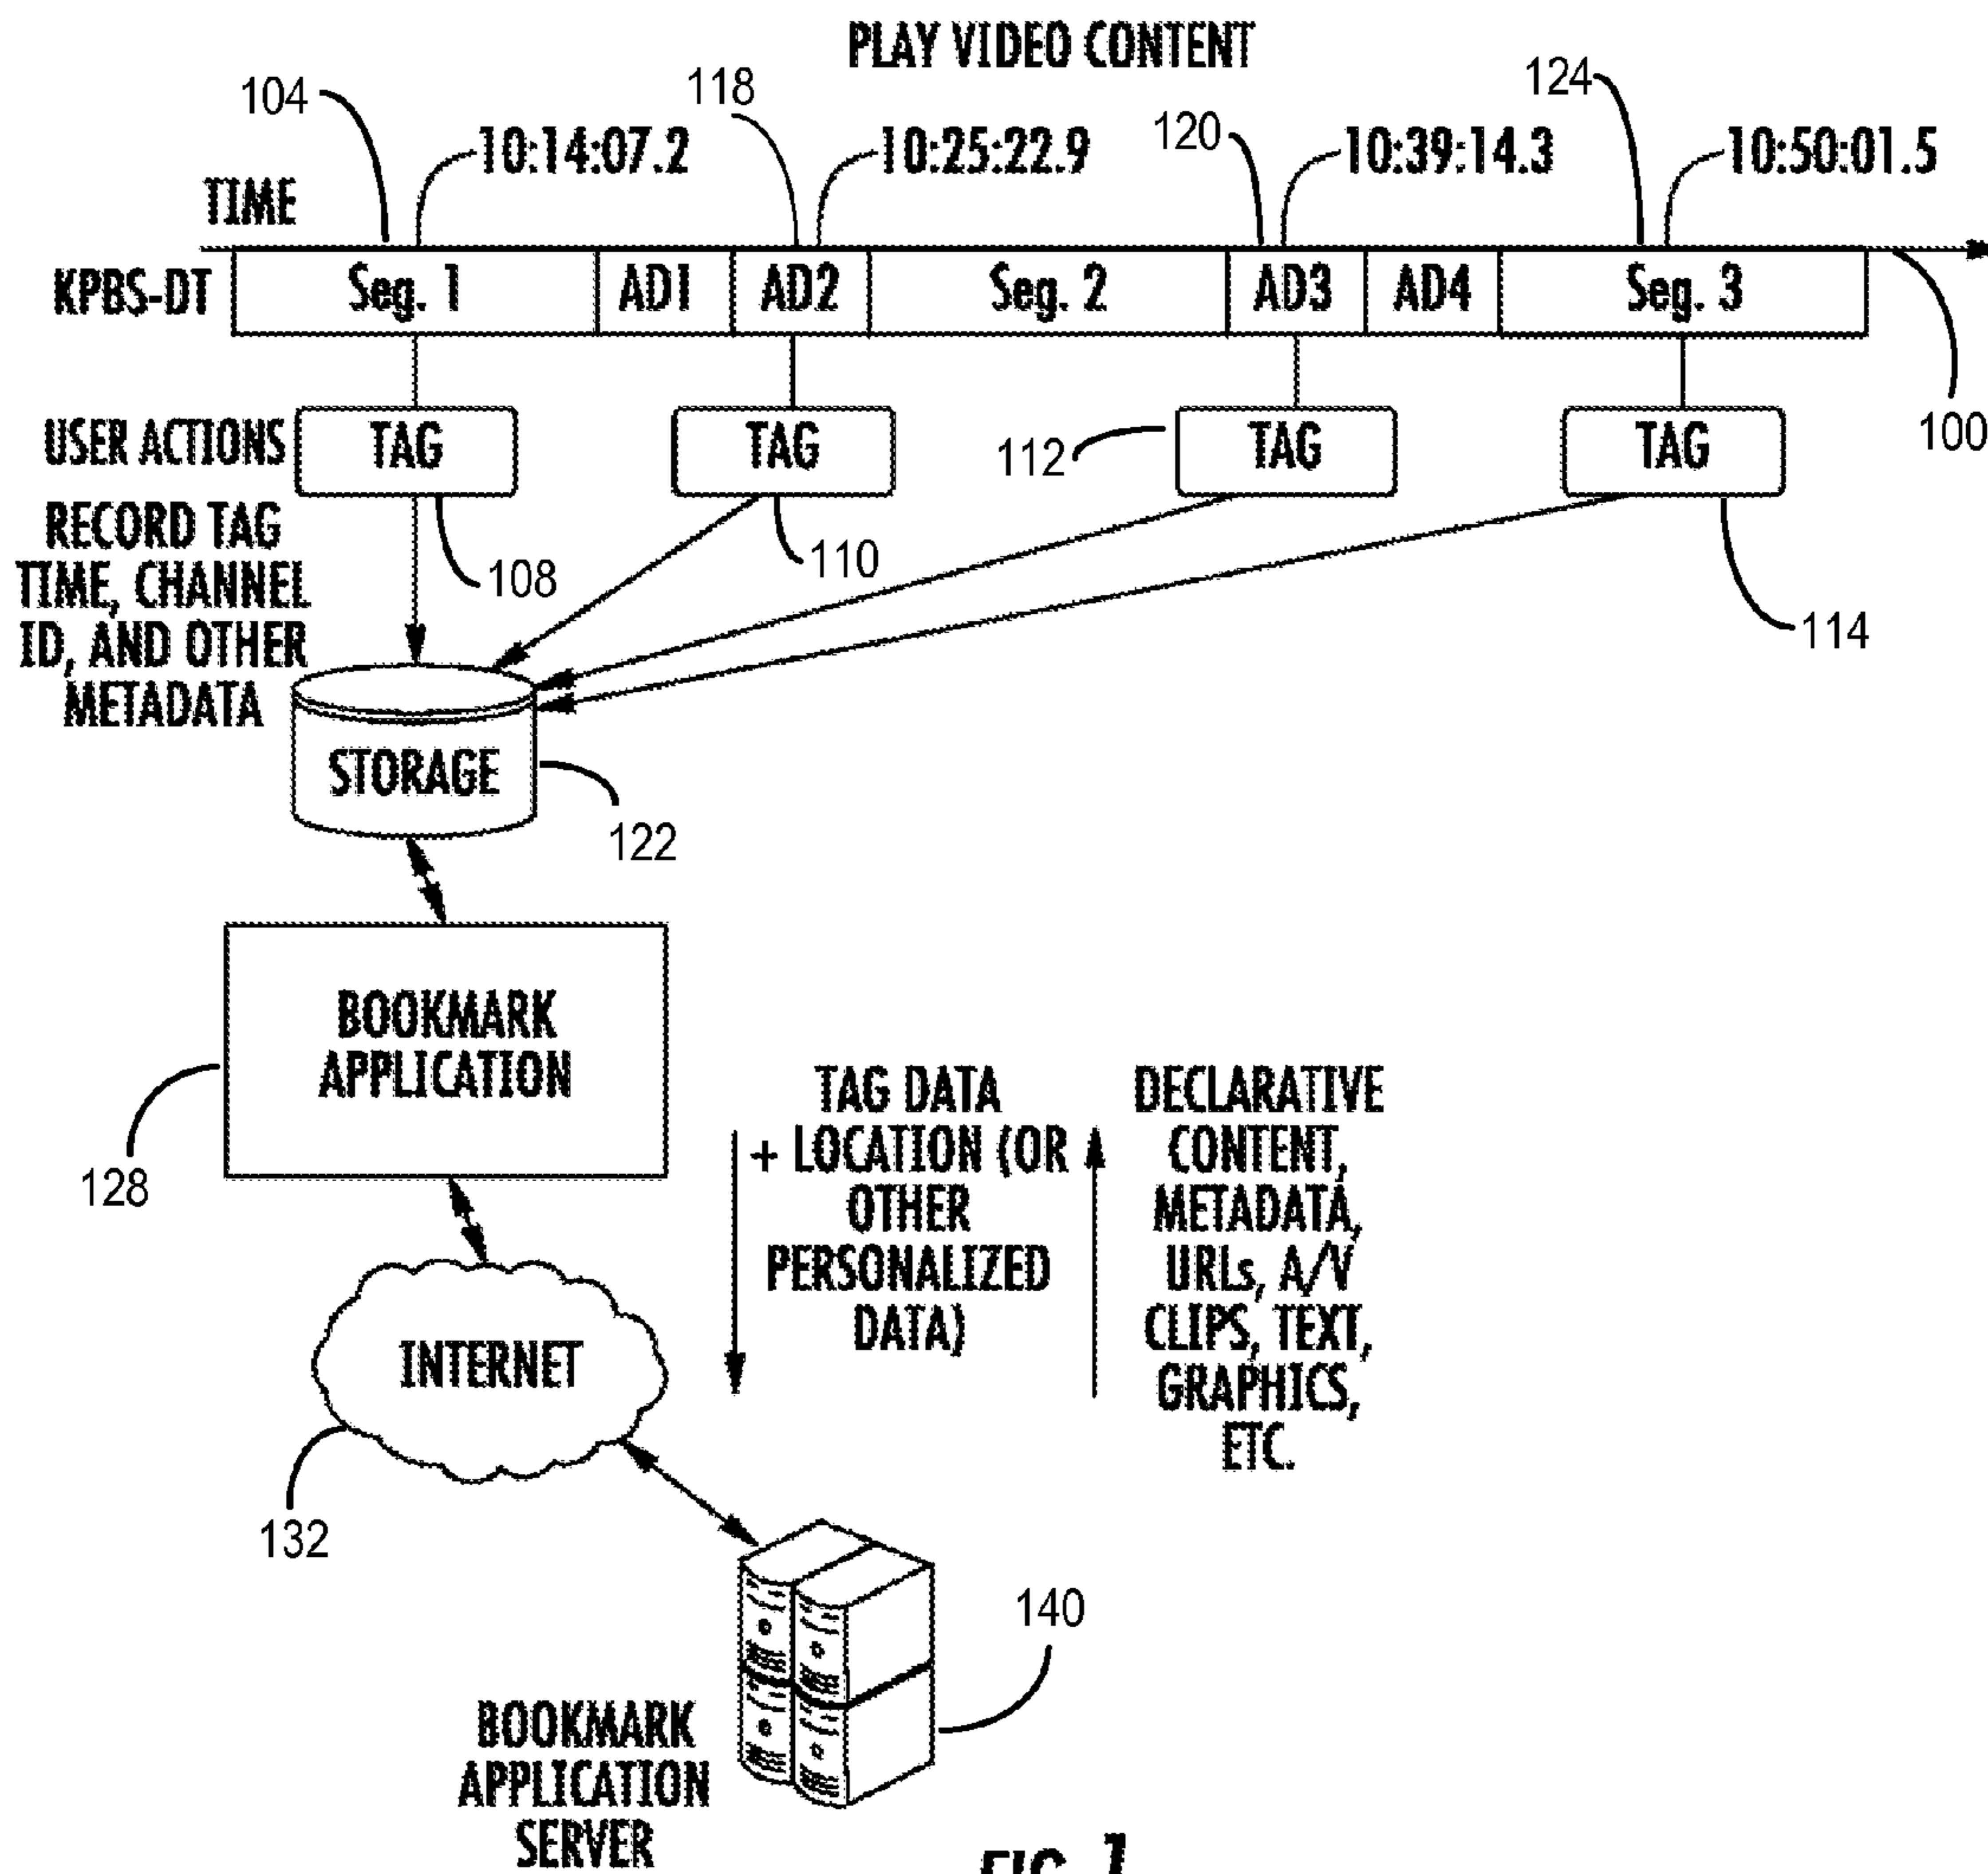 PLAY VIDEO CONTENT
104
118
124
10:14:07.2
10:25:22.9
120
10:39:14.3
10:50:01.5
TIME
KPBS-DT
Seg. 1
AD1
AD2
Seg. 2
AD3
AD4
Seg. 3
100
USER ACTIONS
TAG
TAG
112
TAG
TAG
RECORD TAG
TIME, CHANNEL
ID, AND OTHER
METADATA
108
110
114
STORAGE
122
BOOKMARK
APPLICATION
128
TAG DATA
+ LOCATION (OR
OTHER
PERSONALIZED
DATA)
DECLARATIVE
CONTENT,
METADATA,
URLs, A/V
CLIPS, TEXT,
GRAPHICS,
ETC.
INTERNET
132
140
BOOKMARK
APPLICATION
SERVER
FIG. 1